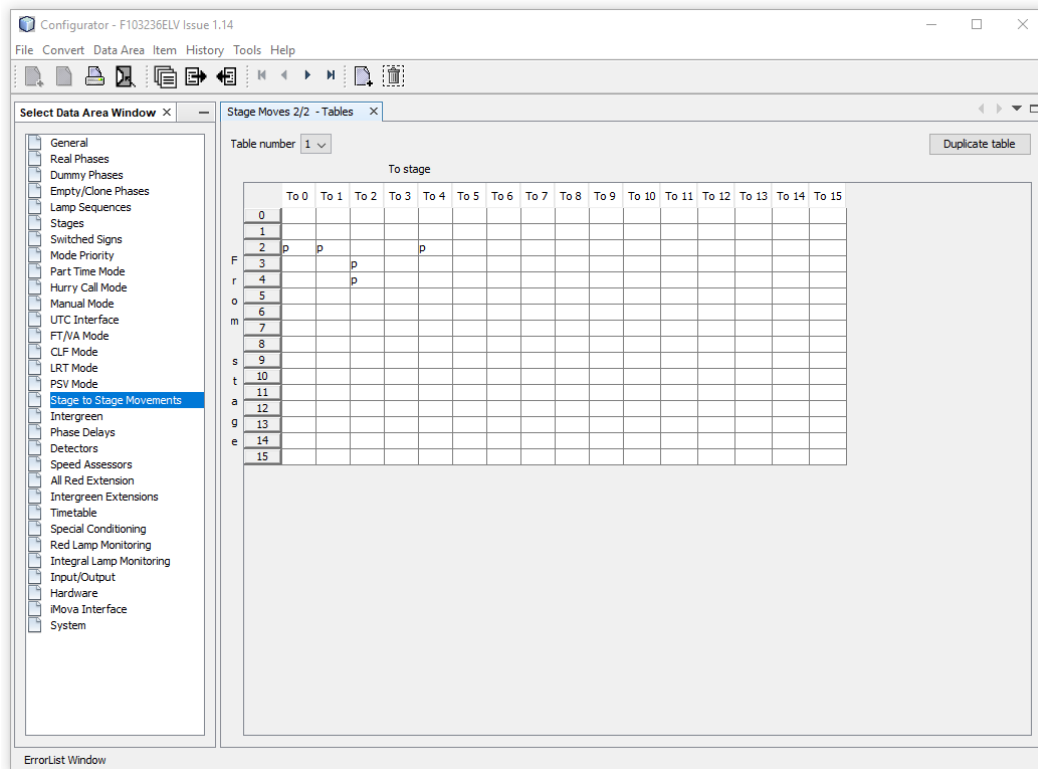 Configurator - F103236ELV Issue 1.14
File Convert Data Area Item History Tools Help
Select Data Area Window
Stage Moves 2/2 - Tables
General
Real Phases
Dummy Phases
Empty/Clone Phases
Lamp Sequences
Stages
Switched Signs
Mode Priority
Part Time Mode
Hurry Call Mode
Manual Mode
UTC Interface
FT/VA Mode
CLF Mode
LRT Mode
PSV Mode
Stage to Stage Movements
Intergreen
Phase Delays
Detectors
Speed Assessors
All Red Extension
Intergreen Extensions
Timetable
Special Conditioning
Red Lamp Monitoring
Integral Lamp Monitoring
Input/Output
Hardware
iMova Interface
System
Table number 1
Duplicate table
To stage
To 0 To 1 To 2 To 3 To 4 To 5 To 6 To 7 To 8 To 9 To 10 To 11 To 12 To 13 To 14 To 15
From stage
0
1
2 p p p
3 p
4 p
5
6
7
8
9
10
11
12
13
14
15
ErrorList Window